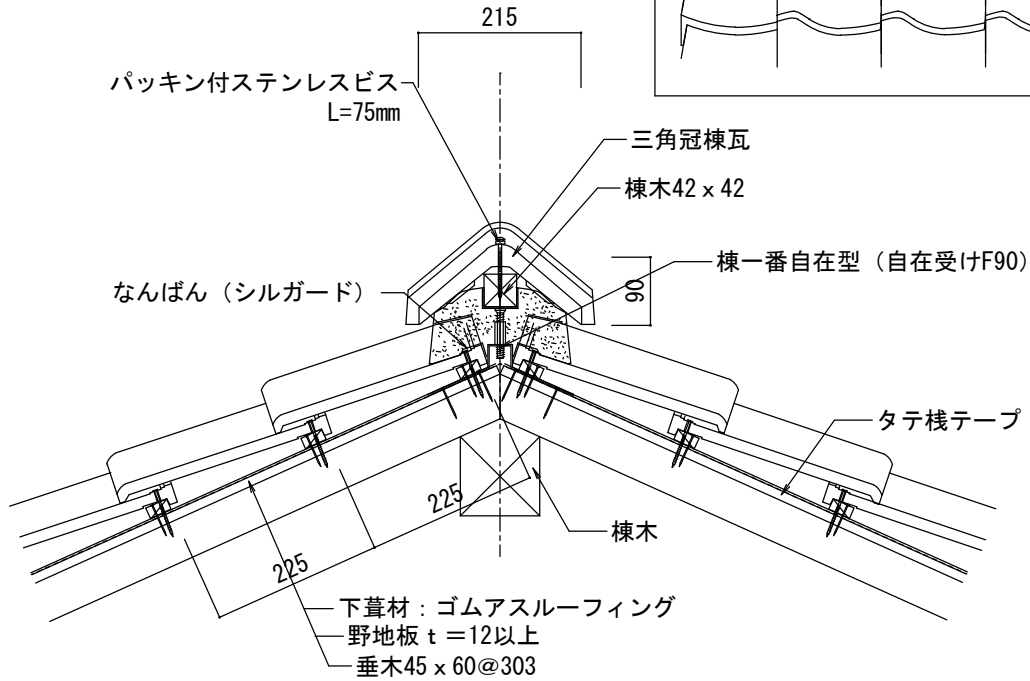 215
パッキン付ステンレスビス
L=75mm
三角冠棟瓦
棟木42 x 42
棟一番自在型（自在受けF90）
90
なんばん（シルガード）
タテ桟テープ
225
棟木
225
下葺材：ゴムアスルーフィング
野地板 t ＝12以上
垂木45 x 60@303